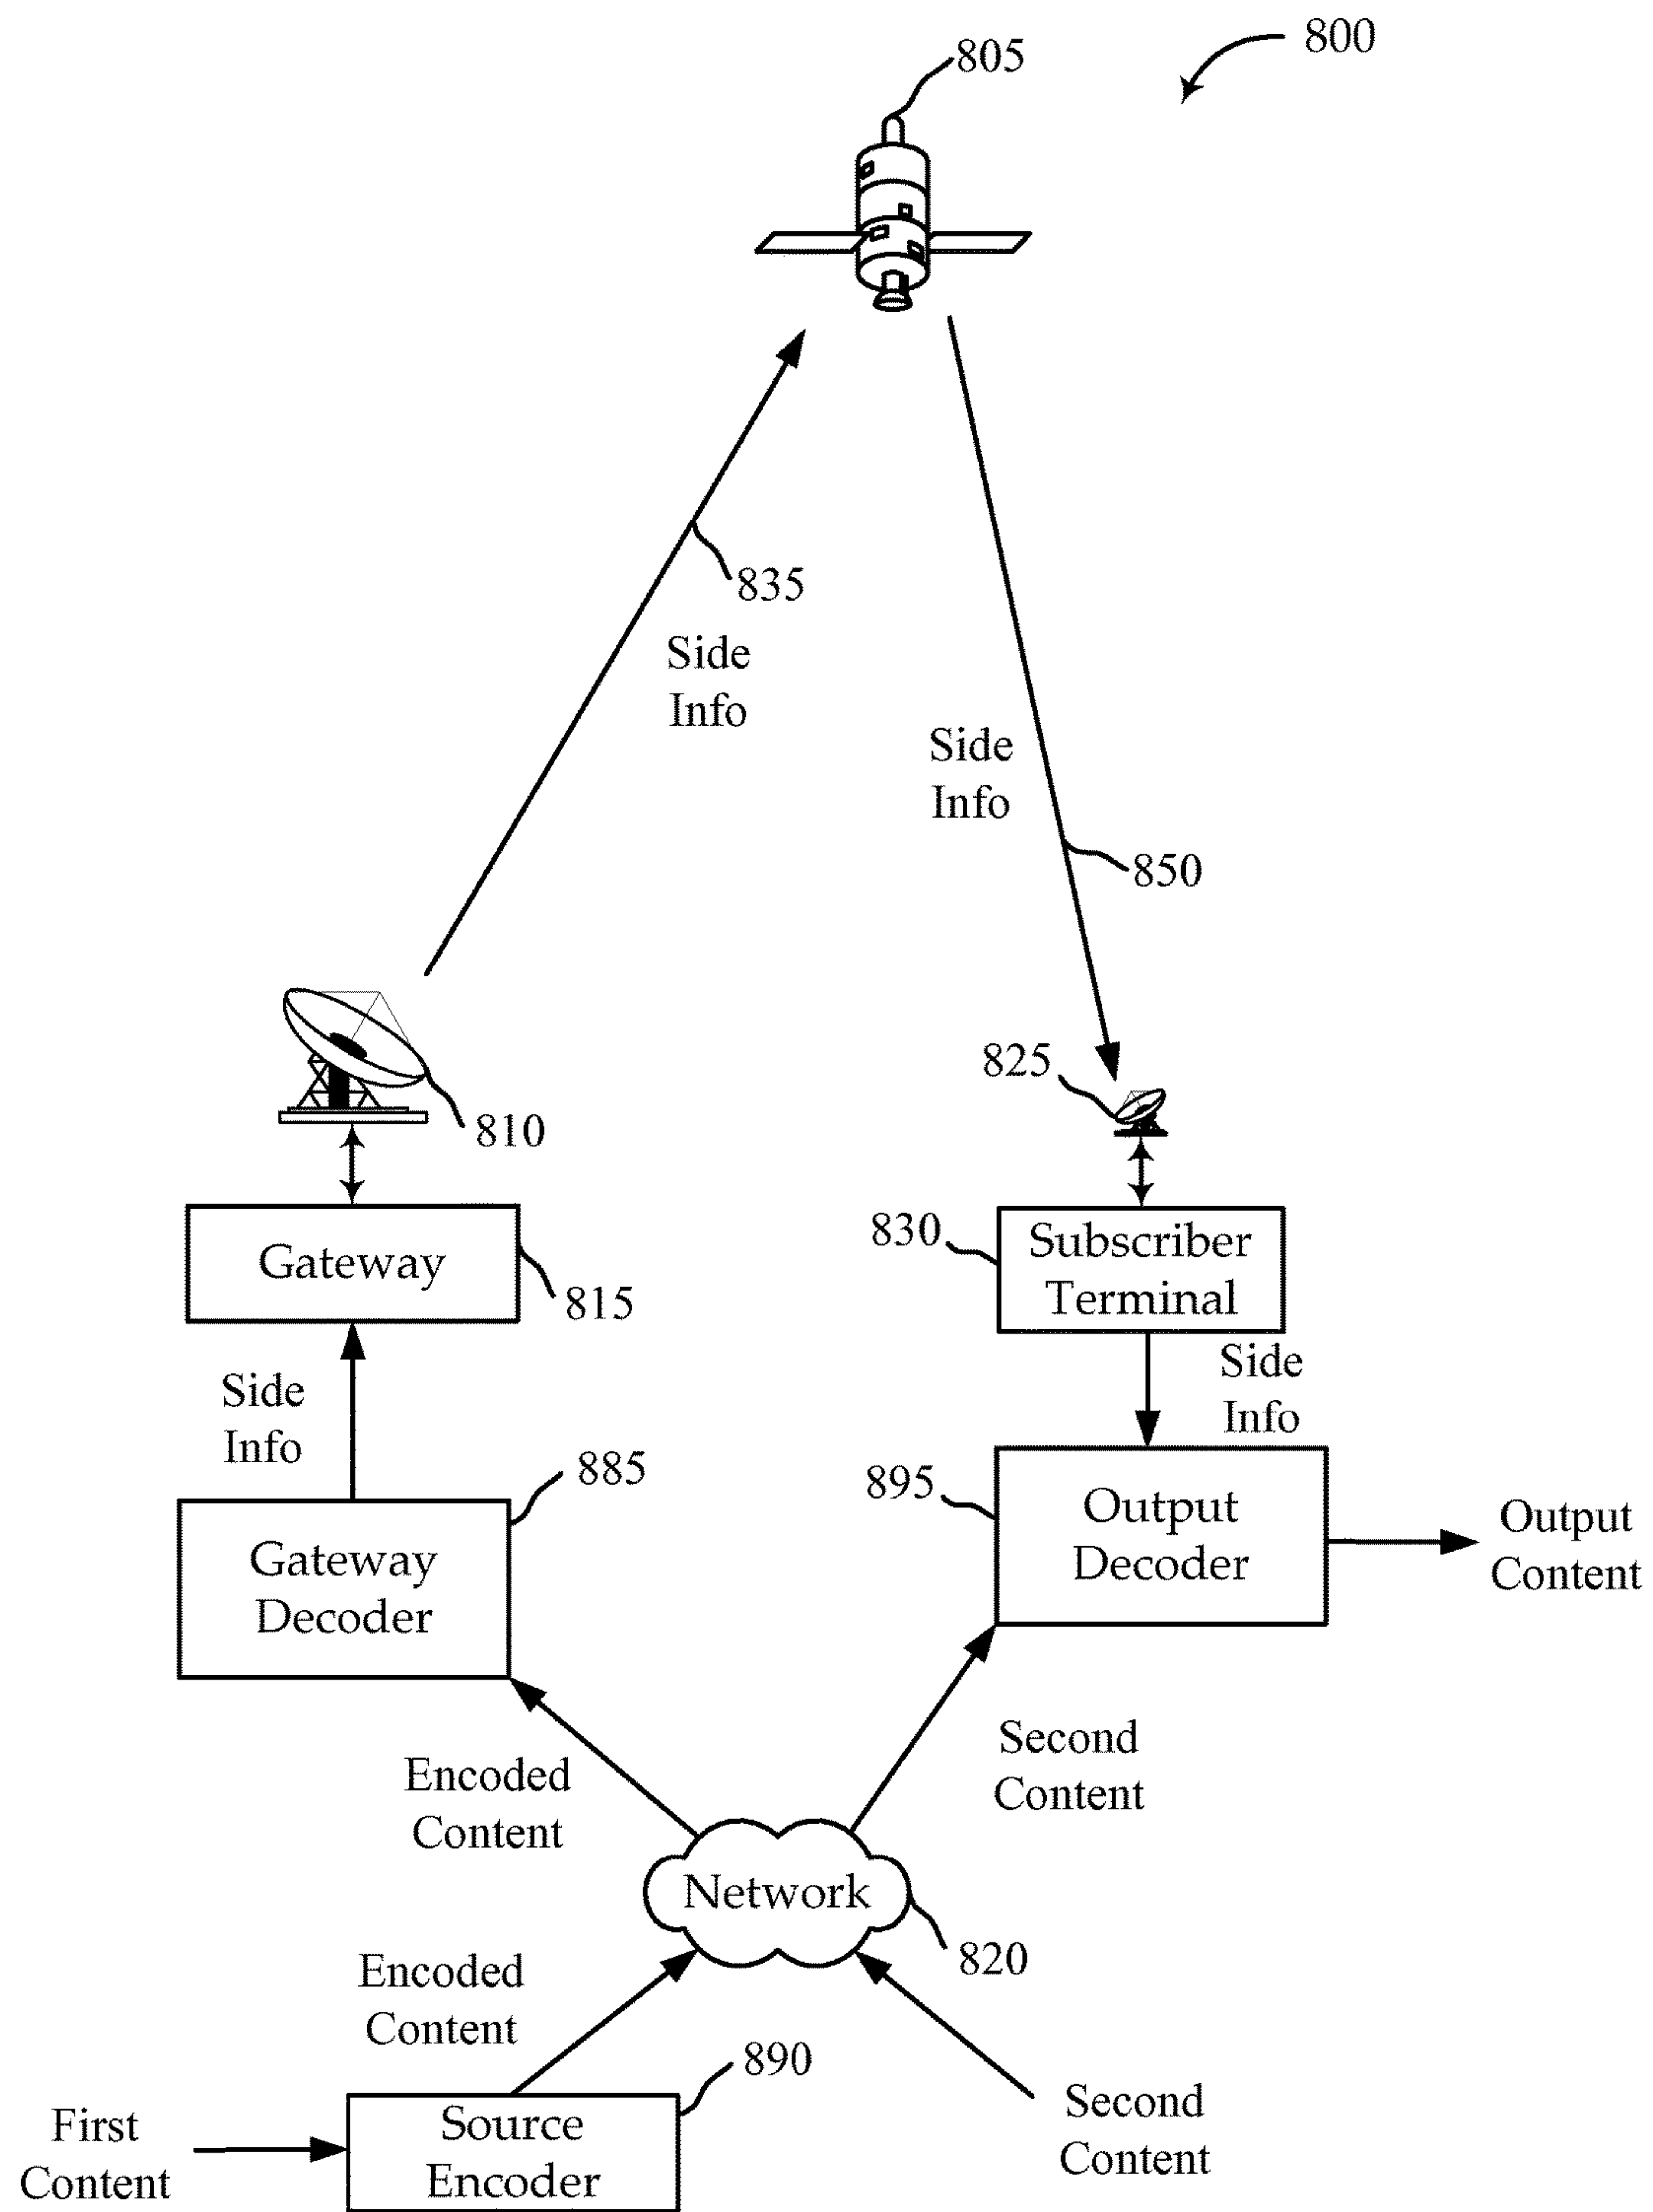 800
805
835
Side
Info
Side
Info
850
825
810
830
Subscriber
Terminal
Gateway
815
Side
Info
Side
Info
885
895
Output
Decoder
Output
Content
Gateway
Decoder
Second
Content
Encoded
Content
Network
820
Encoded
Content
890
Second
Content
First
Content
Source
Encoder